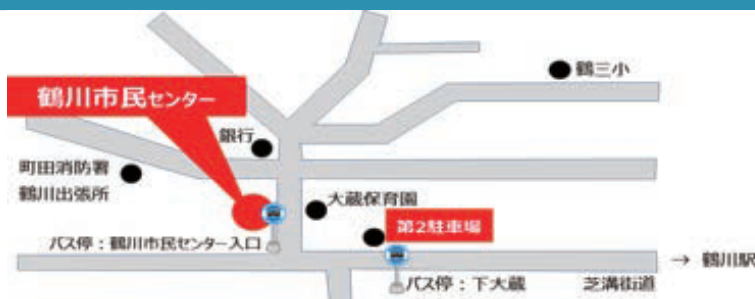 鶴三小
鶴川市民センター
銀行
町田消防署
鶴川出張所
大蔵保育園
第2駐車場
バス停：鶴川市民センター入口
→ 鶴川駅
バス停：下大蔵
芝溝街道